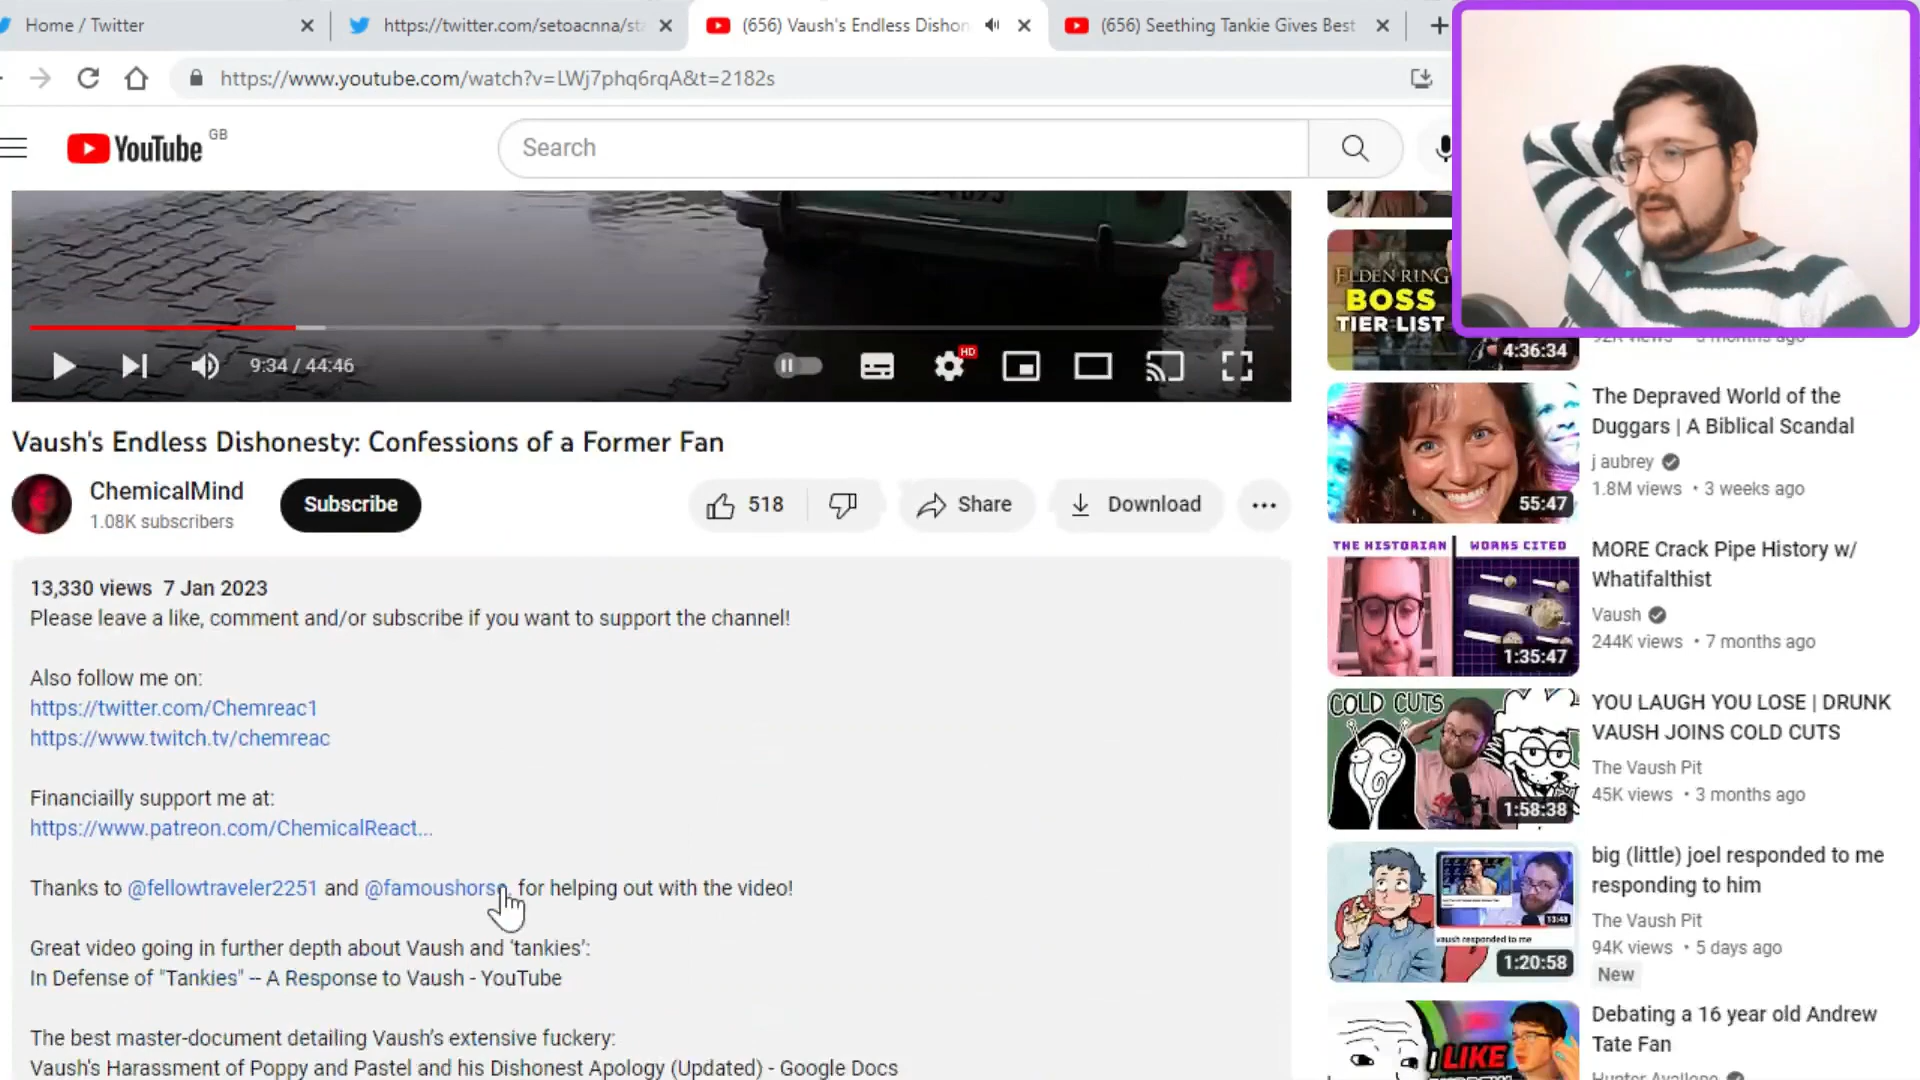 Home / Twitter
https://twitter.com/setoacnna/sta
(656) Vaush's Endless Dishon
(656) Seething Tankie Gives Best
https://www.youtube.com/watch?v=LWj7phq6rqA&t=2182s
YouTube GB
Search
9:34 / 44:46
HD
Vaush's Endless Dishonesty: Confessions of a Former Fan
ChemicalMind
1.08K subscribers
Subscribe
518
Share
Download
13,330 views 7 Jan 2023
Please leave a like, comment and/or subscribe if you want to support the channel!
Also follow me on:
https://twitter.com/Chemreac1
https://www.twitch.tv/chemreac
Financiailly support me at:
https://www.patreon.com/ChemicalReact...
Thanks to @fellowtraveler2251 and for helping out with the video!
Great video going in further depth about Vaush and 'tankies':
In Defense of "Tankies" -- A Response to Vaush - YouTube
The best master-document detailing Vaush's extensive fuckery:
Vaush's Harassment of Poppy and Pastel and his Dishonest Apology (Updated) - Google Docs
ELDEN RING
BOSS
TIER LIST
4:36:34
The Depraved World of the
Duggars | A Biblical Scandal
j aubrey
1.8M views • 3 weeks ago
55:47
THE HISTORIAN
WORKS CITED
1:35:47
MORE Crack Pipe History w/
Whatifalthist
Vaush
244K views • 7 months ago
COLD CUTS
1:58:38
YOU LAUGH YOU LOSE | DRUNK
VAUSH JOINS COLD CUTS
The Vaush Pit
45K views • 3 months ago
13:43
vaush responded to me
1:20:58
big (little) joel responded to me
responding to him
The Vaush Pit
94K views • 5 days ago
New
I LIKE
Debating a 16 year old Andrew
Tate Fan